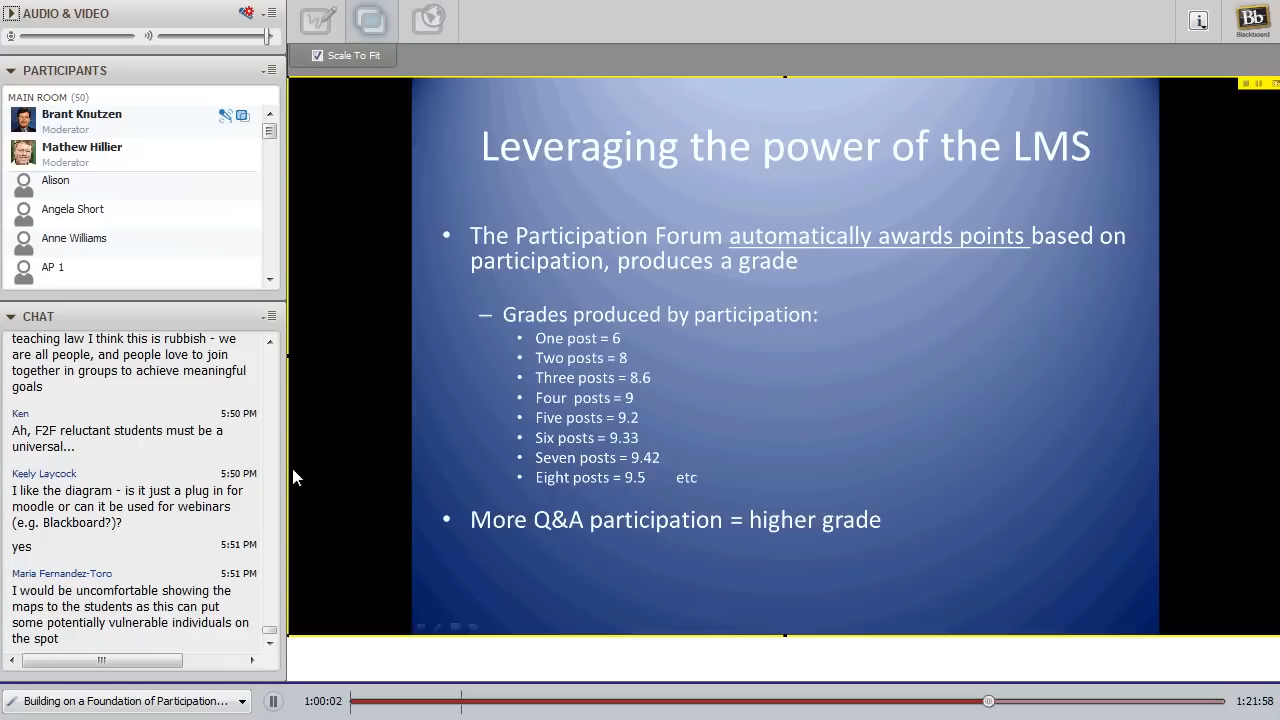 AUDIO & VIDEO
PARTICIPANTS
MAIN ROOM (50)
Brant Knutzen
Moderator
Mathew Hillier
Moderator
Alison
Angela Short
Anne Williams
AP 1
CHAT
teaching law I think this is rubbish - we
are all people, and people love to join
together in groups to achieve meaningful
goals
Ken 5:50 PM
Ah, F2F reluctant students must be a
universal...
Keely Laycock 5:50 PM
I like the diagram - is it just a plug in for
moodle or can it be used for webinars
(e.g. Blackboard?)?
yes 5:51 PM
Maria Fernandez-Toro 5:51 PM
I would be uncomfortable showing the
maps to the students as this can put
some potentially vulnerable individuals on
the spot
Scale To Fit
Bb
Blackboard
Leveraging the power of the LMS
• The Participation Forum automatically awards points based on
participation, produces a grade
– Grades produced by participation:
• One post = 6
• Two posts = 8
• Three posts = 8.6
• Four posts = 9
• Five posts = 9.2
• Six posts = 9.33
• Seven posts = 9.42
• Eight posts = 9.5 etc
• More Q&A participation = higher grade
Building on a Foundation of Participation...
1:00:02
1:21:58